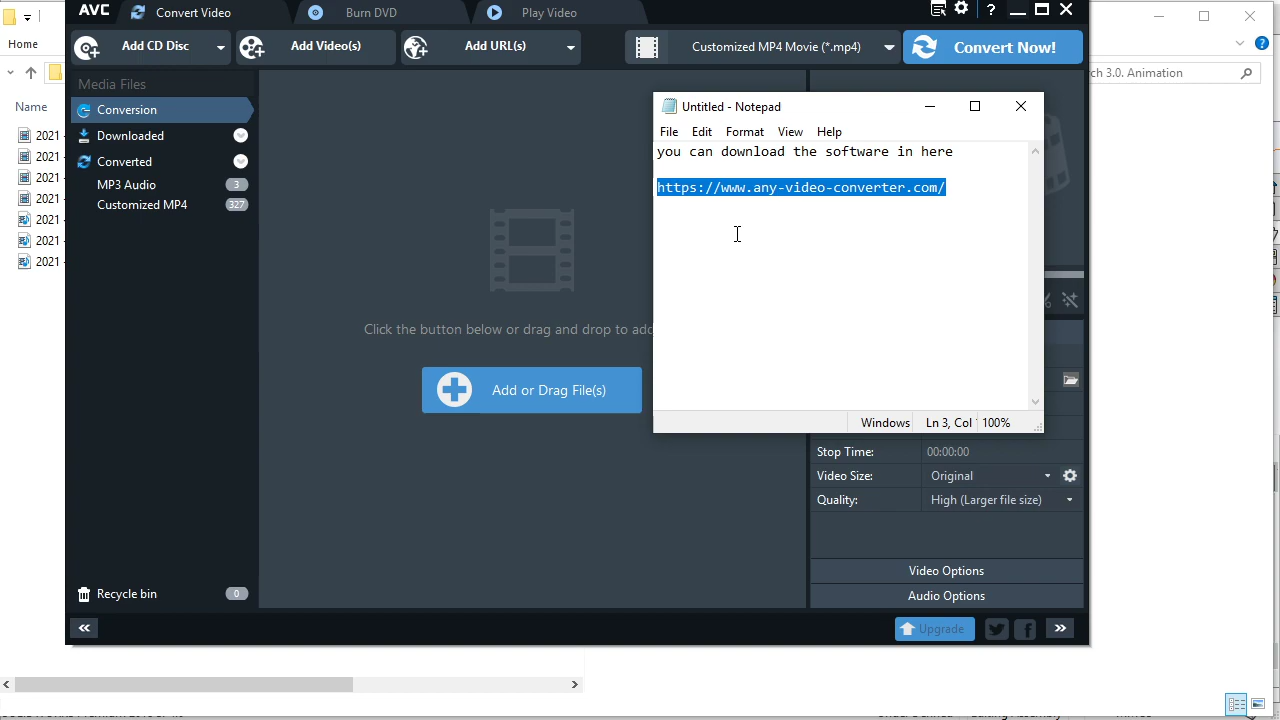 AVC
Convert Video
Burn DVD
Play Video
?
Home
Add CD Disc
Add Video(s)
Add URL(s)
Customized MP4 Movie (*.mp4)
Convert Now!
ch 3.0. Animation
Name
2021
2021
2021
2021
2021
2021
2021
Media Files
Conversion
Downloaded
Converted
MP3 Audio
3
Customized MP4
327
Untitled - Notepad
File Edit Format View Help
you can download the software in here
https://www.any-video-converter.com/
Windows
Ln 3, Col
100%
Click the button below or drag and drop to add
Add or Drag File(s)
Stop Time:
00:00:00
Video Size:
Original
Quality:
High (Larger file size)
Video Options
Audio Options
Recycle bin
0
Upgrade